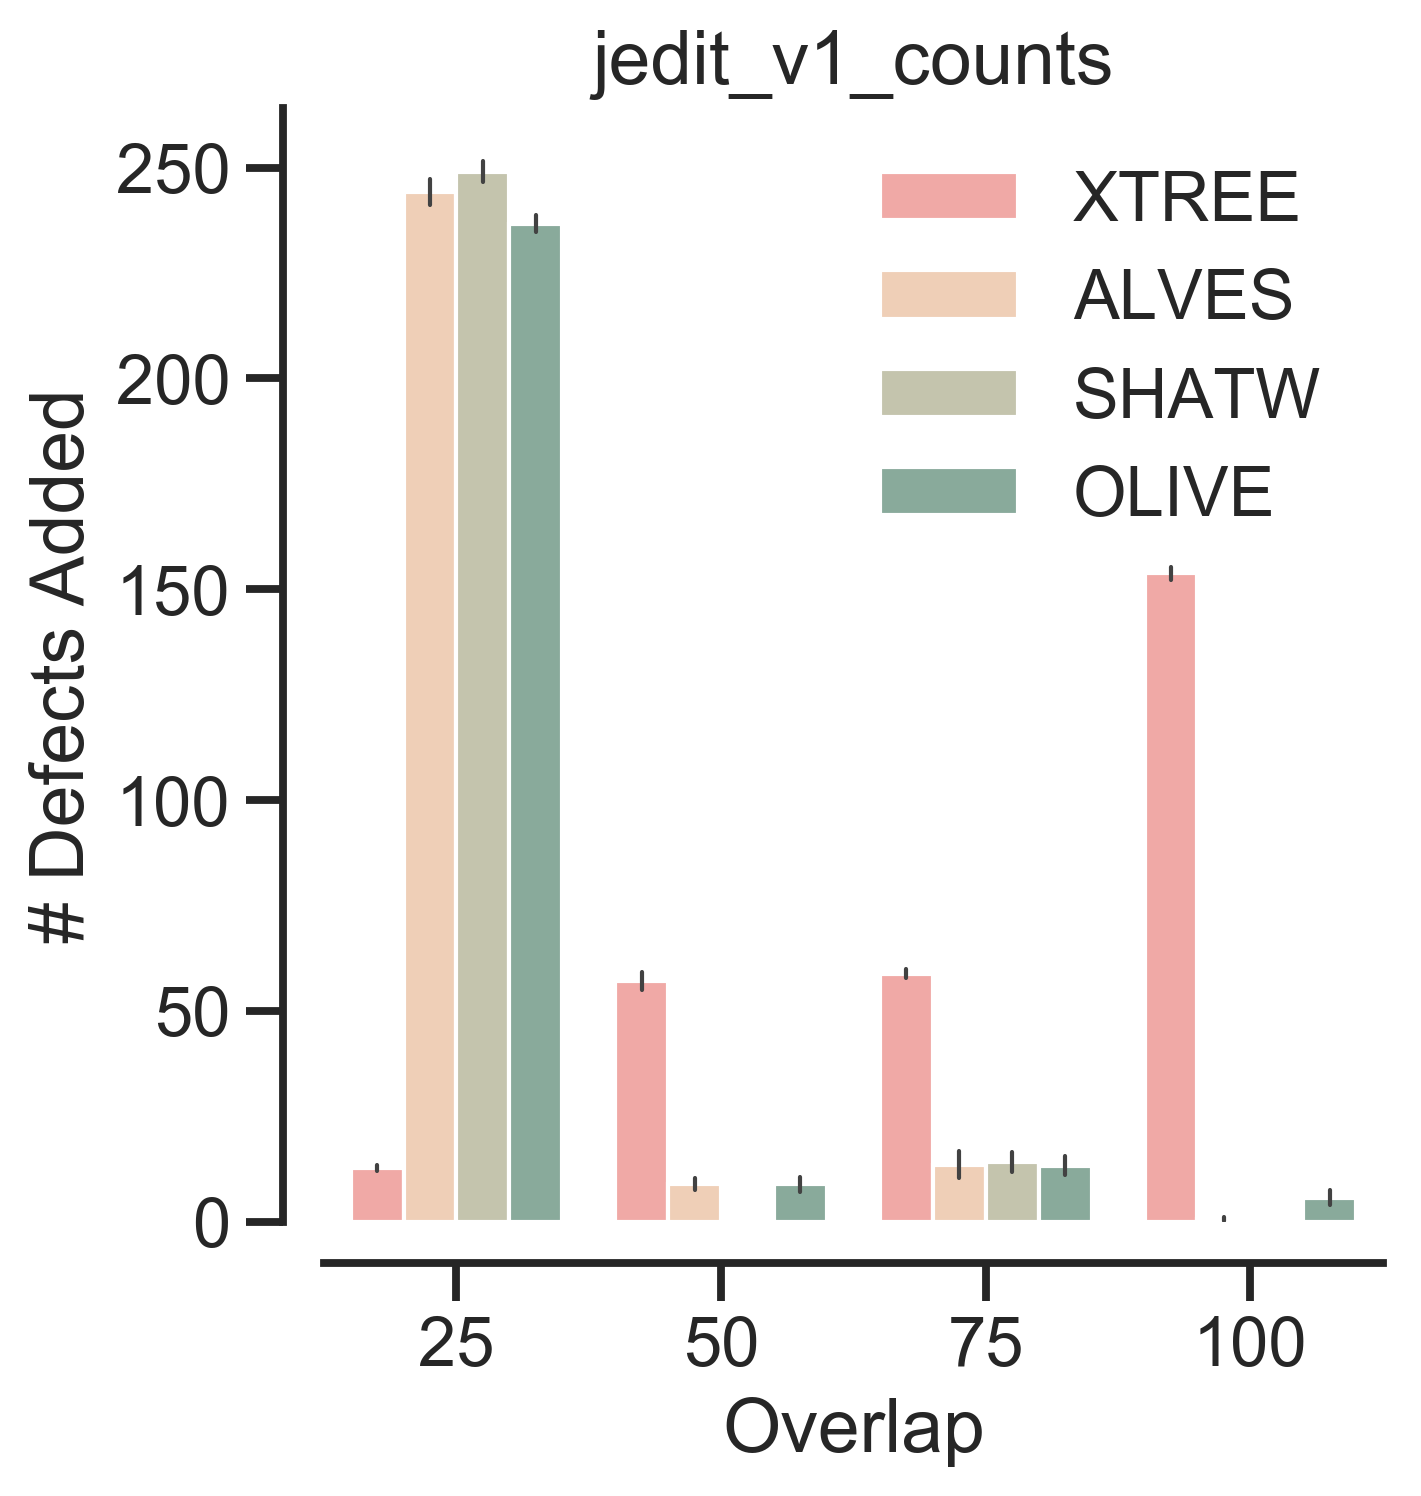 jedit_v1_counts
# Defects Added
250
200
150
100
50
0
XTREE
ALVES
SHATW
OLIVE
25 50 75 100
Overlap